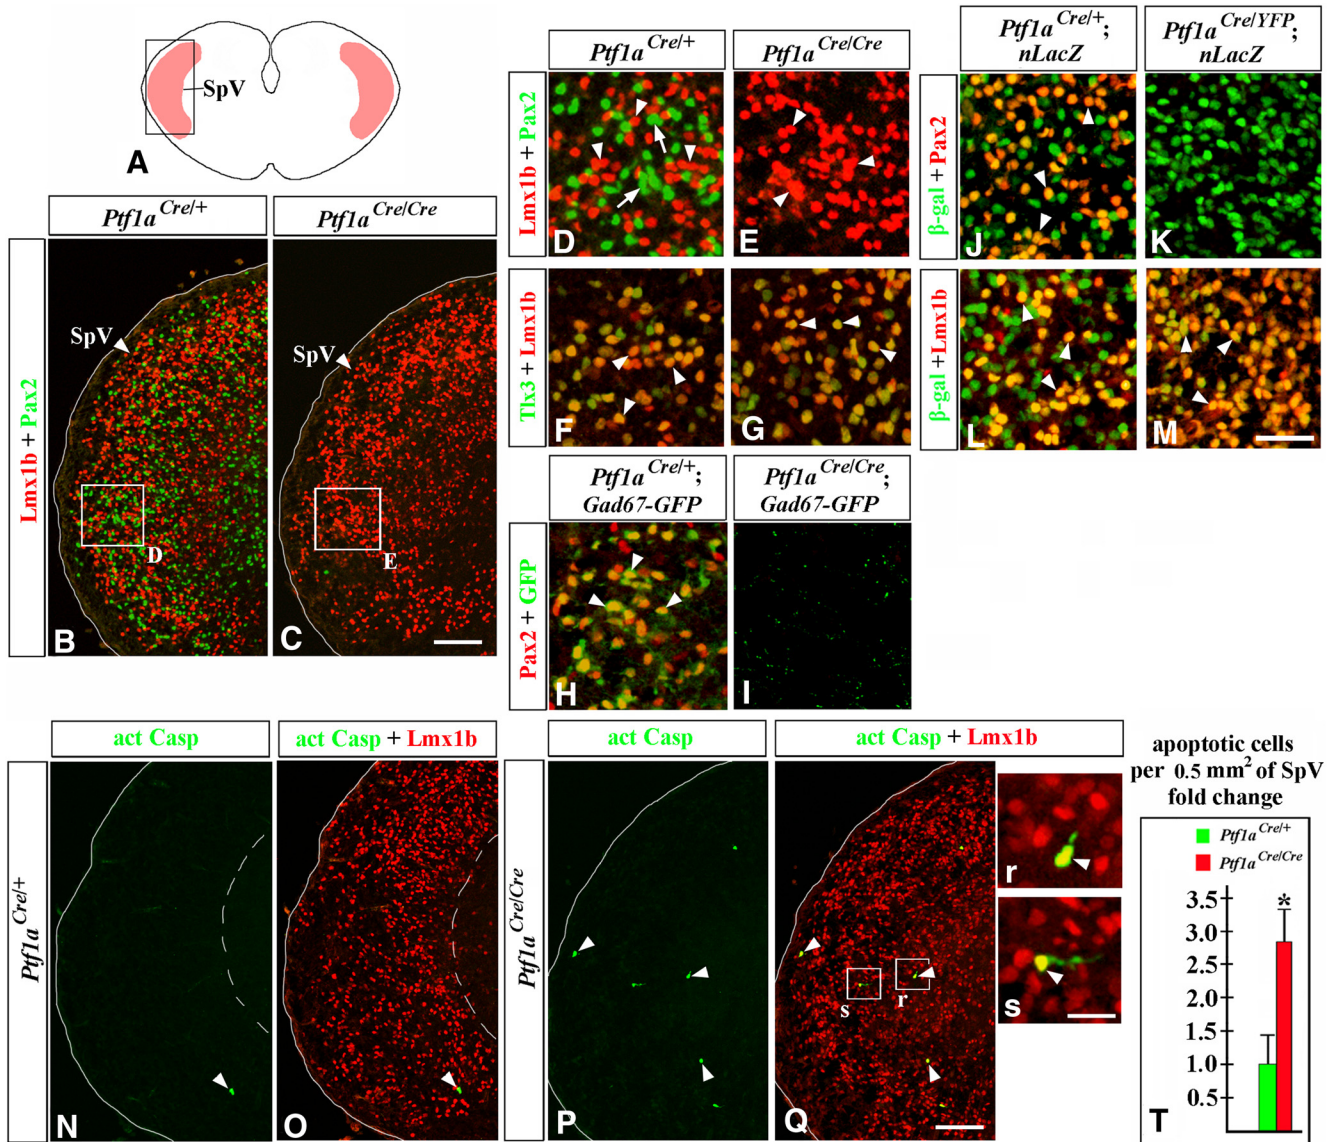 SpV
A
Ptf1a Cre/+
Ptf1a Cre/Cre
Lmx1b + Pax2
SpV
D
B
SpV
E
C
Ptf1a Cre/+
Ptf1a Cre/Cre
Lmx1b + Pax2
D
E
Tlx3 + Lmx1b
F
G
Ptf1a Cre/+;
Gad67-GFP
Ptf1a Cre/Cre;
Gad67-GFP
Pax2 + GFP
H
I
Ptf1a Cre/+;
nLacZ
Ptf1a Cre/YFP;
nLacZ
β-gal + Pax2
J
K
β-gal + Lmx1b
L
M
act Casp
act Casp + Lmx1b
Ptf1a Cre/+
N
O
act Casp
act Casp + Lmx1b
Ptf1a Cre/Cre
P
s
r
Q
r
s
apoptotic cells
per 0.5 mm² of SpV
fold change
Ptf1a Cre/+
Ptf1a Cre/Cre
3.5
*
3.0
2.5
2.0
1.5
1.0
0.5
T